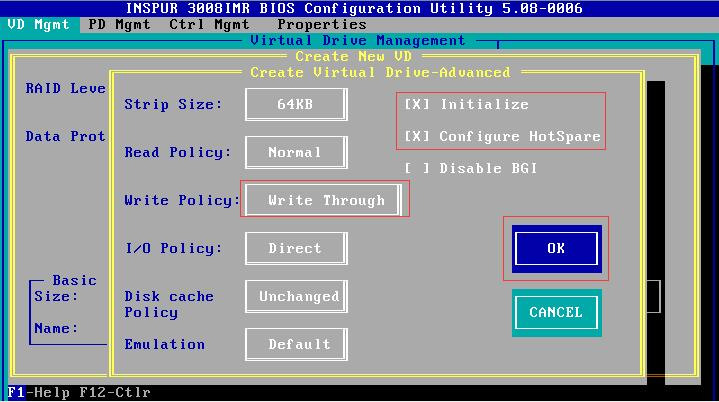 INSPUR 3008IMR BIOS Configuration Utility 5.08-0006
VD Mgmt PD Mgmt Ctrl Mgmt Properties
Virtual Drive Management
Create New VD
Create Virtual Drive-Advanced
RAID Leve
Strip Size: 64KB [X] Initialize
Data Prot [X] Configure HotSpare
Read Policy: Normal
[ ] Disable BGI
Write Policy: Write Through
I/O Policy: Direct OK
Basic
Size: Disk cache Unchanged
Policy CANCEL
Name:
Emulation Default
F1-Help F12-Ctlr